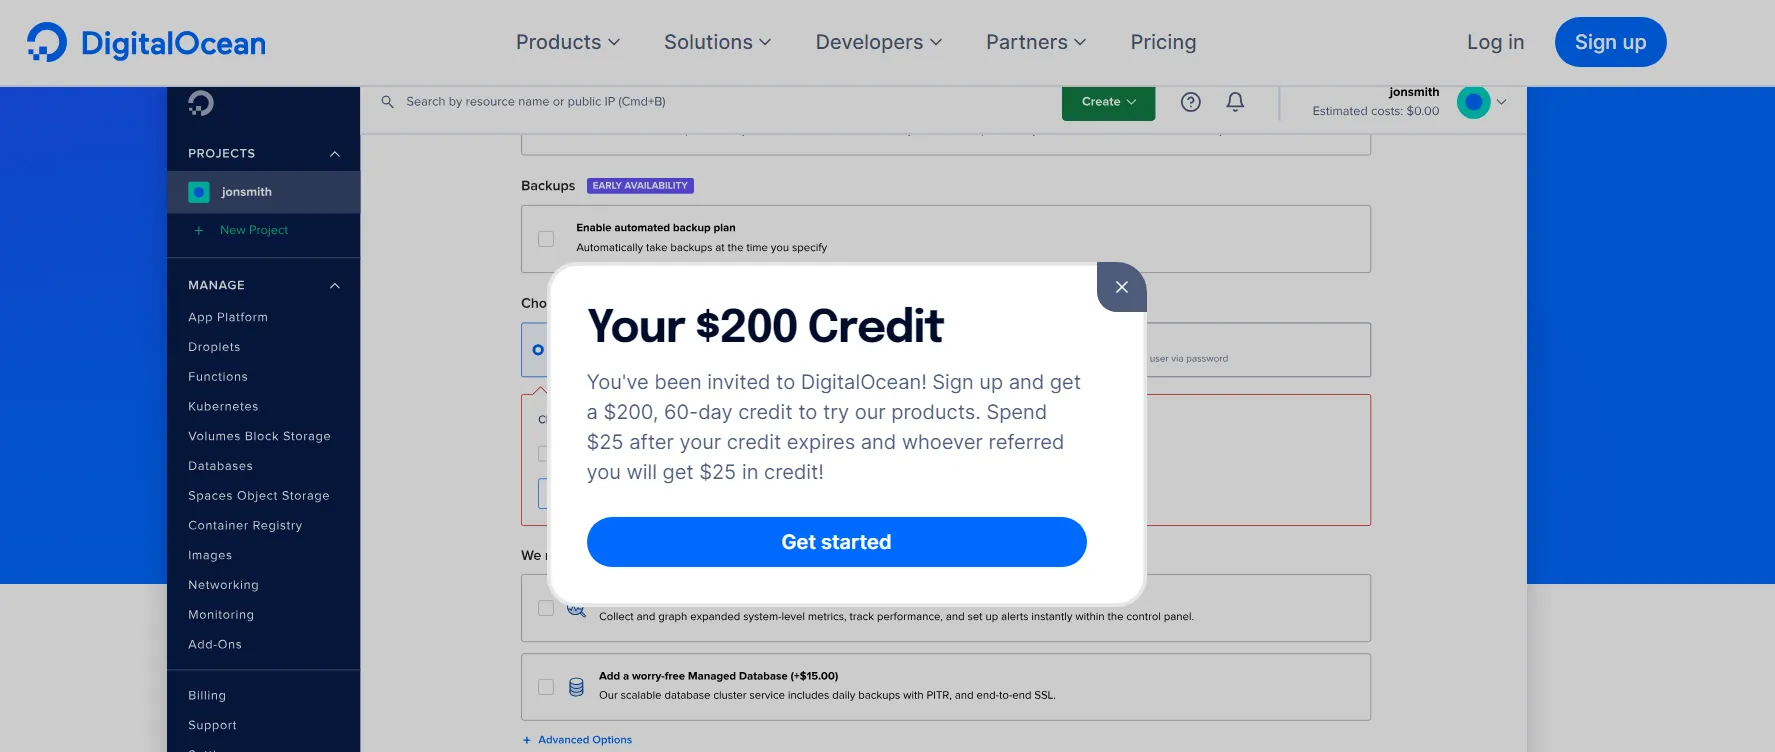 DigitalOcean
Products
Solutions
Developers
Partners
Pricing
Log in
Sign up
Search by resource name or public IP (Cmd+B)
Create
jonsmith
Estimated costs: $0.00
PROJECTS
jonsmith
+ New Project
MANAGE
App Platform
Droplets
Functions
Kubernetes
Volumes Block Storage
Databases
Spaces Object Storage
Container Registry
Images
Networking
Monitoring
Add-Ons
Billing
Support
Backups EARLY AVAILABILITY
Enable automated backup plan
Automatically take backups at the time you specify
user via password
Your $200 Credit
You've been invited to DigitalOcean! Sign up and get
a $200, 60-day credit to try our products. Spend
$25 after your credit expires and whoever referred
you will get $25 in credit!
Get started
We
Collect and graph expanded system-level metrics, track performance, and set up alerts instantly within the control panel.
Add a worry-free Managed Database (+$15.00)
Our scalable database cluster service includes daily backups with PITR, and end-to-end SSL.
+ Advanced Options